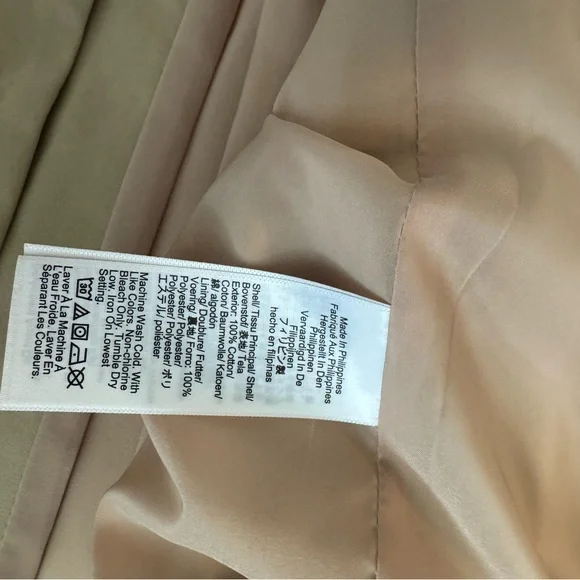 Made In Philippines
Fabriqué Aux Philippines
Hergestellt In Den
Philippinen
Vervaardigd In De
Filippijnen
フィリピン製
hecho en filipinas
Shell/ Tissu Principal/ Shell/
Bovenstof/ 表地/ Tela
Exterior: 100% Cotton/
Coton/ Baumwolle/ Katoen/
綿/ algodón
Lining/ Doublure/ Futter/
Voering/ 裏地/ Forro: 100%
Polyester/ Polyester/
Polyester/ Polyester/ ポリ
エステル/ poliéster
Machine Wash Cold, With
Like Colors. Non-chlorine
Bleach Only. Tumble Dry
Low. Iron On Lowest
Setting.
30
Laver À La Machine À
L'eau Froide. Laver En
Séparant Les Couleurs.